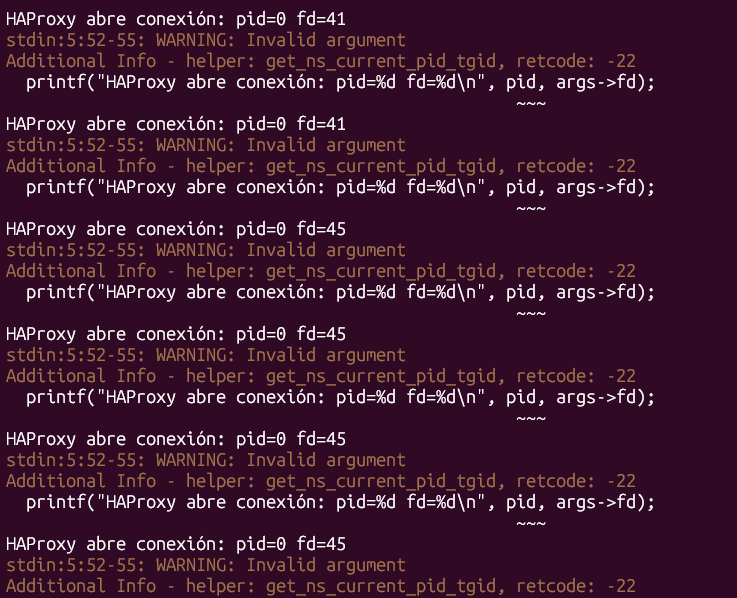 HAProxy abre conexión: pid=0 fd=41
stdin:5:52-55: WARNING: Invalid argument
Additional Info - helper: get_ns_current_pid_tgid, retcode: -22
  printf("HAProxy abre conexión: pid=%d fd=%d\n", pid, args->fd);
                                                   ~~~
HAProxy abre conexión: pid=0 fd=41
stdin:5:52-55: WARNING: Invalid argument
Additional Info - helper: get_ns_current_pid_tgid, retcode: -22
  printf("HAProxy abre conexión: pid=%d fd=%d\n", pid, args->fd);
                                                   ~~~
HAProxy abre conexión: pid=0 fd=45
stdin:5:52-55: WARNING: Invalid argument
Additional Info - helper: get_ns_current_pid_tgid, retcode: -22
  printf("HAProxy abre conexión: pid=%d fd=%d\n", pid, args->fd);
                                                   ~~~
HAProxy abre conexión: pid=0 fd=45
stdin:5:52-55: WARNING: Invalid argument
Additional Info - helper: get_ns_current_pid_tgid, retcode: -22
  printf("HAProxy abre conexión: pid=%d fd=%d\n", pid, args->fd);
                                                   ~~~
HAProxy abre conexión: pid=0 fd=45
stdin:5:52-55: WARNING: Invalid argument
Additional Info - helper: get_ns_current_pid_tgid, retcode: -22
  printf("HAProxy abre conexión: pid=%d fd=%d\n", pid, args->fd);
                                                   ~~~
HAProxy abre conexión: pid=0 fd=45
stdin:5:52-55: WARNING: Invalid argument
Additional Info - helper: get_ns_current_pid_tgid, retcode: -22